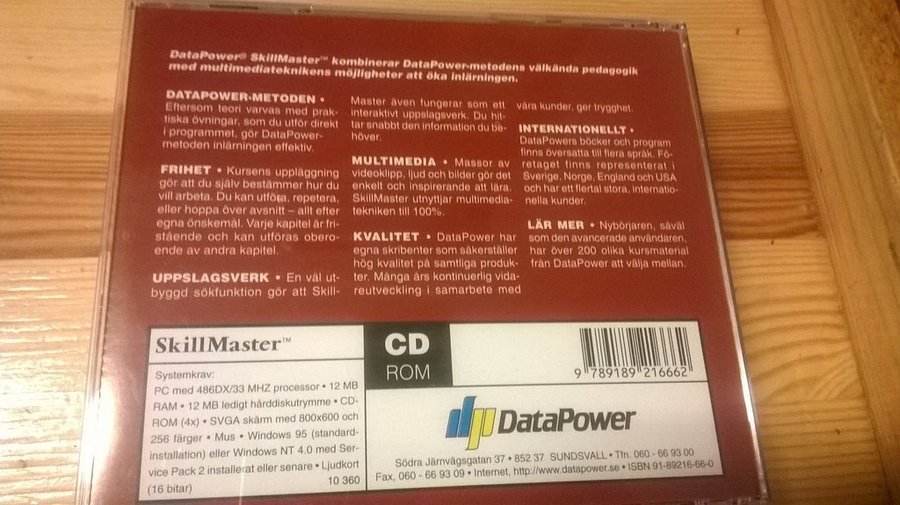 DataPower® SkillMaster™ kombinerar DataPower-metodens välkända pedagogik
med multimediateknikens möjligheter att öka inlärningen.
DATAPOWER-METODEN •
Eftersom teori varvas med prak-
tiska övningar, som du utför direkt
i programmet, gör DataPower-
metoden inlärningen effektiv.
FRIHET • Kursens uppläggning
gör att du själv bestämmer hur du
vill arbeta. Du kan utföra, repetera,
eller hoppa över avsnitt – allt efter
egna önskemål. Varje kapitel är fri-
stående och kan utföras obero-
ende av andra kapitel.
UPPSLAGSVERK • En väl ut-
byggd sökfunktion gör att Skill-
Master även fungerar som ett
interaktivt uppslagsverk. Du hit-
tar snabbt den information du be-
höver.
MULTIMEDIA • Massor av
videoklipp, ljud och bilder gör det
enkelt och inspirerande att lära.
SkillMaster utnyttjar multimedia-
tekniken till 100%.
KVALITET • DataPower har
egna skribenter som säkerställer
hög kvalitet på samtliga produk-
ter. Många års kontinuerlig vida-
reutveckling i samarbete med
våra kunder, ger trygghet.
INTERNATIONELLT •
DataPowers böcker och program
finns översatta till flera språk. Fö-
retaget finns representerat i
Sverige, Norge, England och USA
och har ett flertal stora, internatio-
nella kunder.
LÄR MER • Nybörjaren, såväl
som den avancerade användaren,
har över 200 olika kursmaterial
från DataPower att välja mellan.
SkillMaster™
Systemkrav:
PC med 486DX/33 MHZ processor • 12 MB
RAM • 12 MB ledigt hårddiskutrymme • CD-
ROM (4x) • SVGA skärm med 800x600 och
256 färger • Mus • Windows 95 (standard-
installation) eller Windows NT 4.0 med Ser-
vice Pack 2 installerat eller senare • Ljudkort
(16 bitar)
10 360
CD
ROM
9 789189 216662
dp DataPower
Södra Järnvägsgatan 37 • 852 37 SUNDSVALL • Tfn. 060 - 66 93 00
Fax, 060 - 66 93 09 • Internet, http://www.datapower.se • ISBN 91-89216-66-0